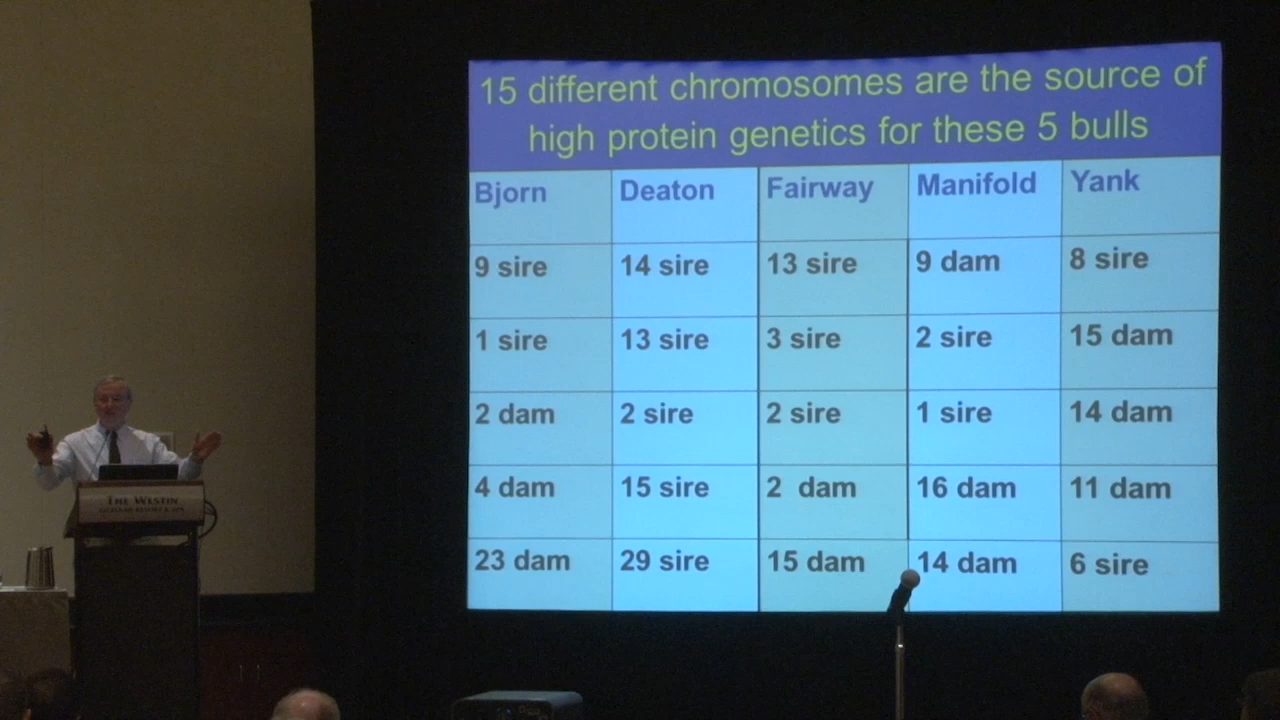 15 different chromosomes are the source of
high protein genetics for these 5 bulls
Bjorn Deaton Fairway Manifold Yank
9 sire 14 sire 13 sire 9 dam 8 sire
1 sire 13 sire 3 sire 2 sire 15 dam
2 dam 2 sire 2 sire 1 sire 14 dam
4 dam 15 sire 2 dam 16 dam 11 dam
23 dam 29 sire 15 dam 14 dam 6 sire
THE WESTIN